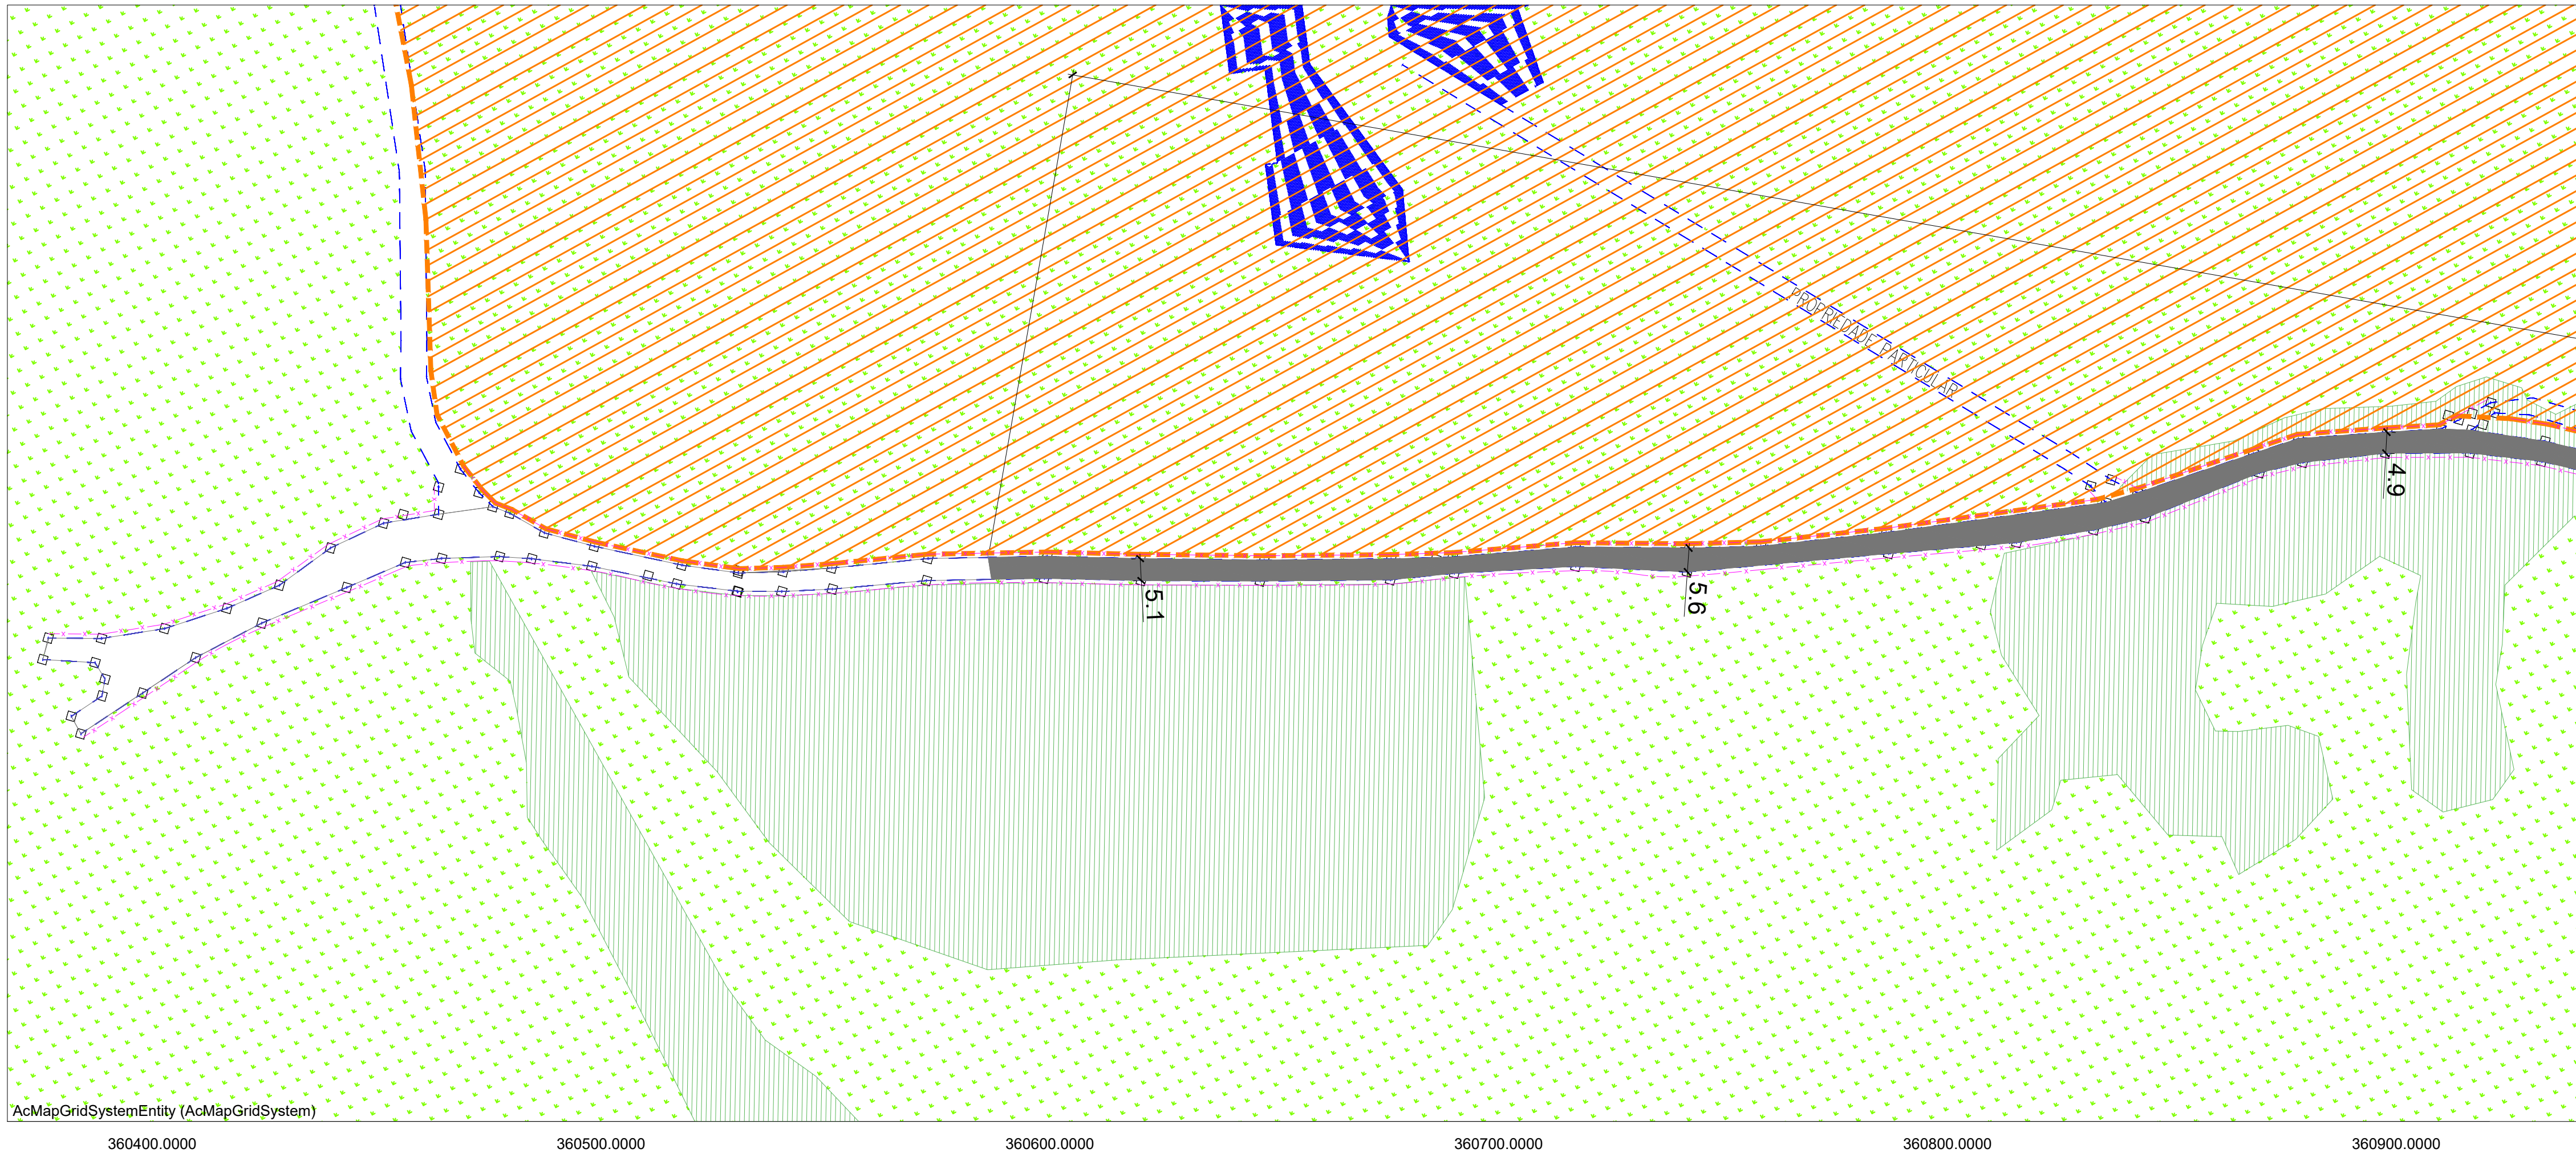 PROPRIEDADE PARTICULAR
4.9
5.1
5.6
AcMapGridSystemEntity (AcMapGridSystem)
360400.0000 360500.0000 360600.0000 360700.0000 360800.0000 360900.0000